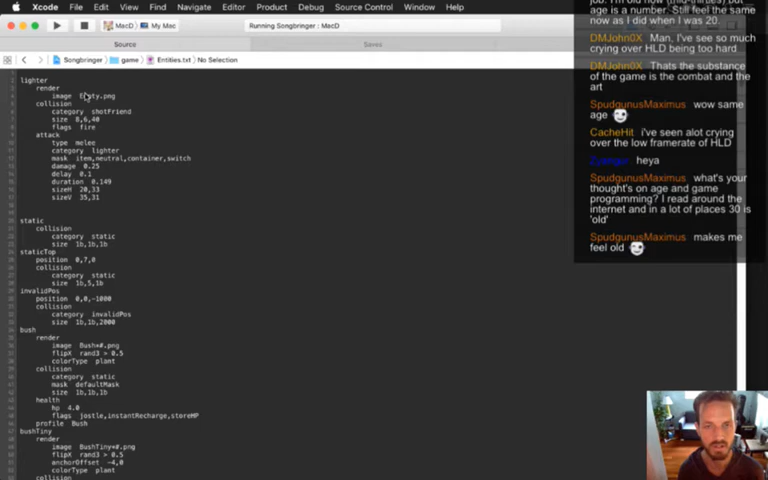 Xcode File Edit View Find Navigate Editor Product Debug Source Control Window Help
MacD My Mac
Running Songbringer : MacD
Source
Saves
Songbringer game Entities.txt No Selection
lighter
render
image Empty.png
collision
category shotFriend
size 8,6,40
flags fire
attack
type melee
category lighter
mask item,neutral,container,switch
damage 0.25
delay 0.1
duration 0.149
sizeH 20,33
sizeV 35,31
static
collision
category static
size 1b,1b,1b
staticTop
position 0,7,0
collision
category static
size 1b,5,1b
invalidPos
position 0,0,-1000
collision
category invalidPos
size 1b,1b,2000
bush
render
image Bush*#.png
flipX rand3 > 0.5
colorType plant
collision
category static
mask defaultMask
size 1b,1b,1b
health
hp 4.0
flags jostle,instantRecharge,storeHP
profile Bush
bushTiny
render
image BushTiny*#.png
flipX rand3 > 0.5
anchorOffset -4,0
colorType plant
collision
age is a number. Still feel the same
now as I did when I was 20.
DMJohn0X Man, I've see so much
crying over HLD being too hard
DMJohn0X Thats the substance
of the game is the combat and the
art
SpudgunusMaximus wow same
age
CacheHit i've seen alot crying
over the low framerate of HLD
heya
SpudgunusMaximus what's your
thought's on age and game
programming? I read around the
internet and in a lot of places 30 is
'old'
SpudgunusMaximus makes me
feel old